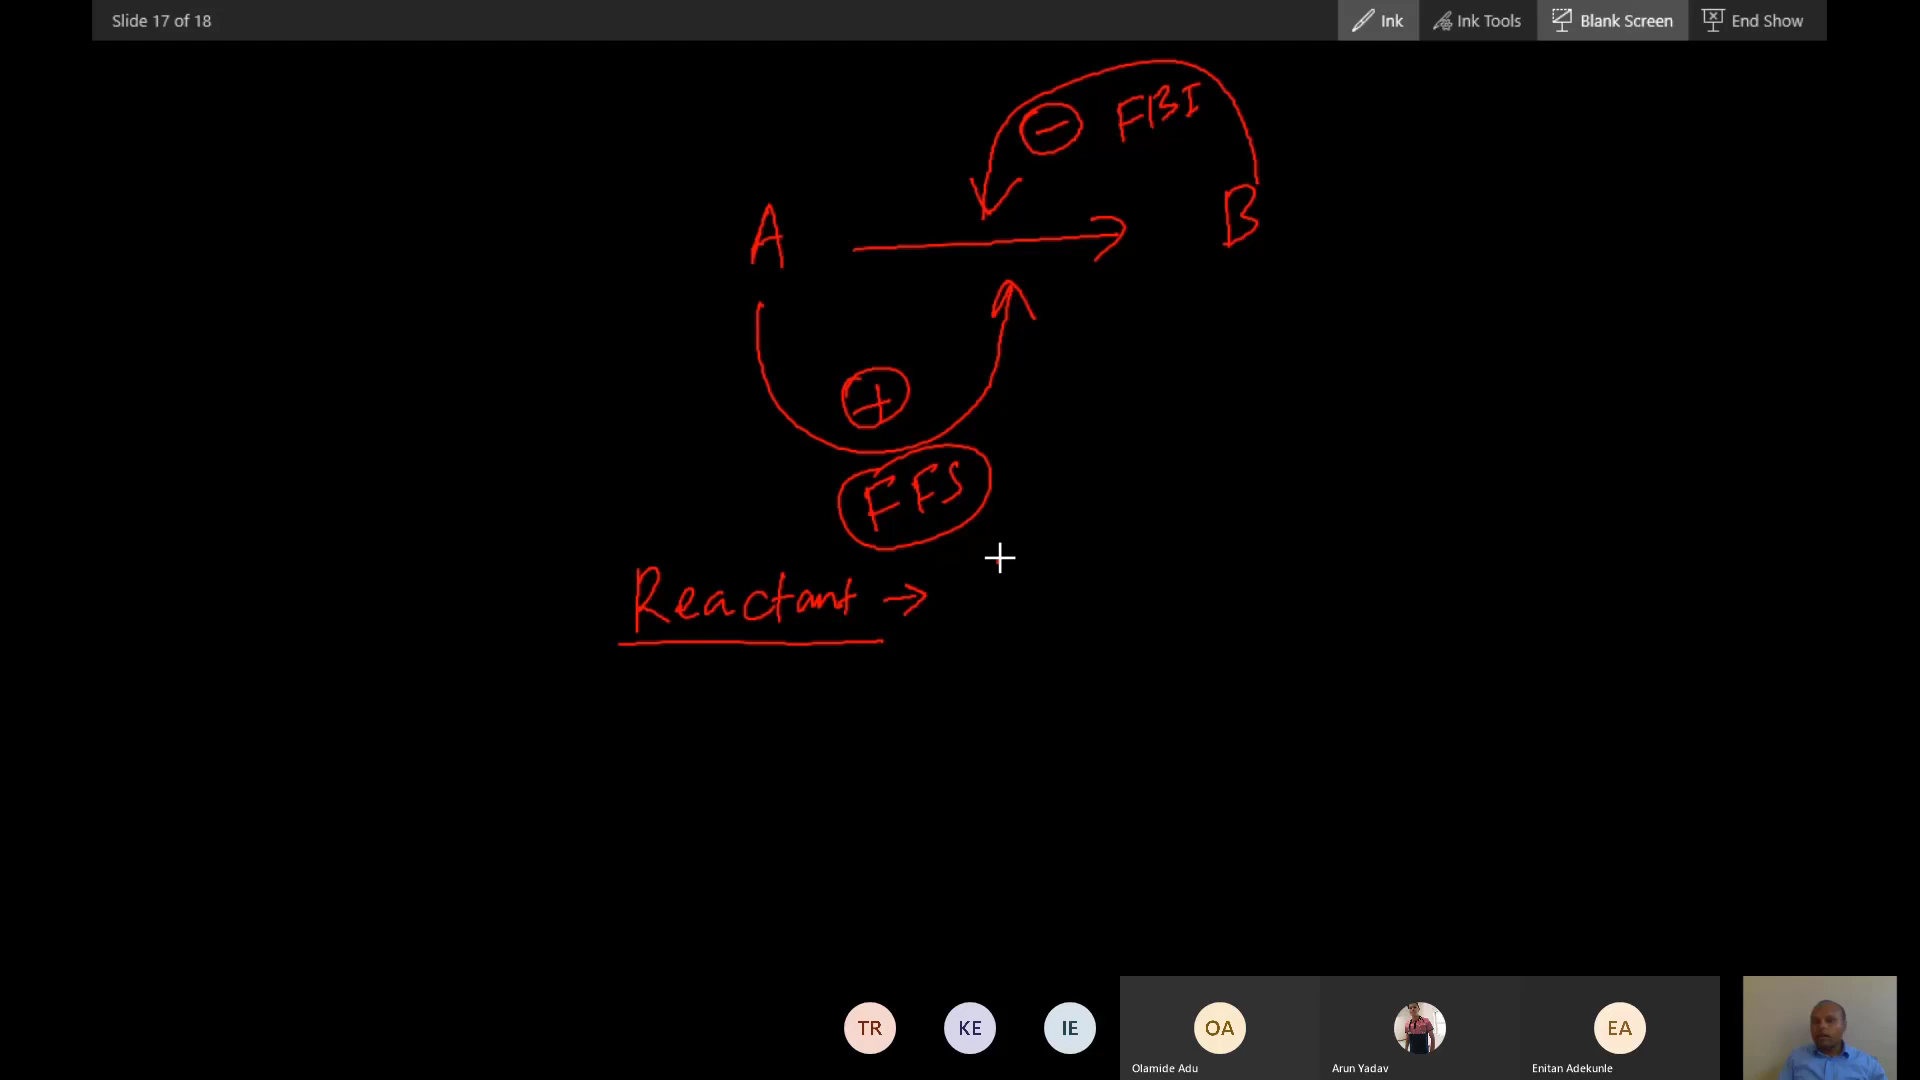 Slide 17 of 18
Ink
Ink Tools
Blank Screen
End Show
- FBI
A
B
+
FFS
Reactant →
TR
KE
IE
OA
EA
Olamide Adu
Arun Yadav
Enitan Adekunle